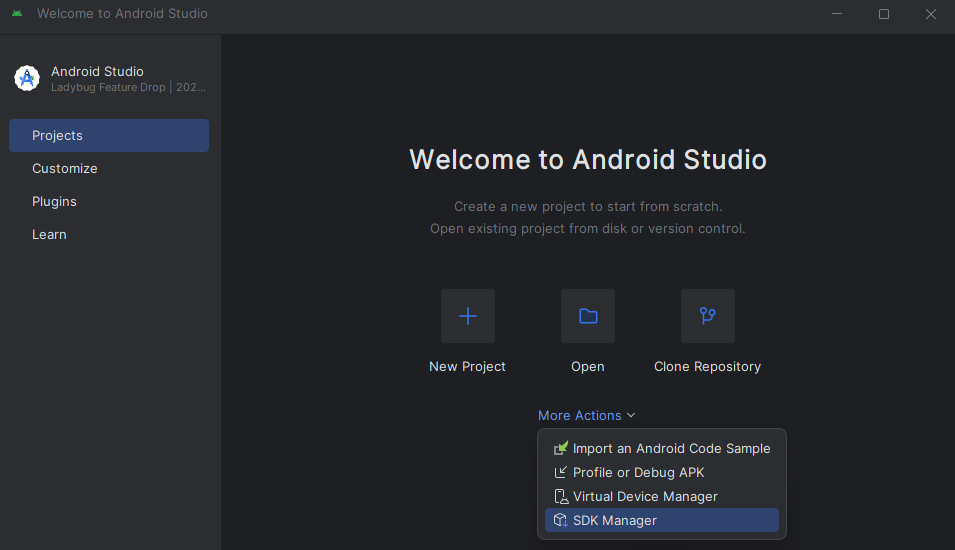 Welcome to Android Studio
Android Studio
Ladybug Feature Drop | 202...
Projects
Customize
Plugins
Learn
Welcome to Android Studio
Create a new project to start from scratch.
Open existing project from disk or version control.
New Project
Open
Clone Repository
More Actions
Import an Android Code Sample
Profile or Debug APK
Virtual Device Manager
SDK Manager